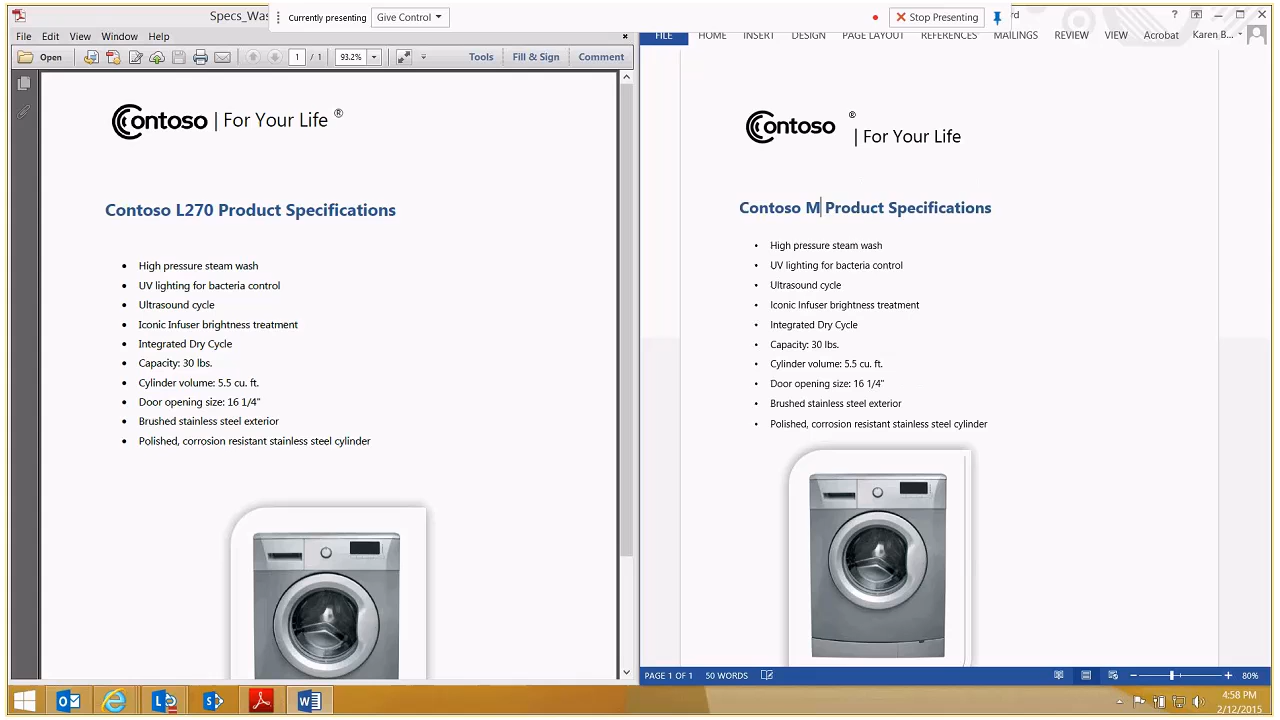 Specs_Was
Currently presenting
Give Control
Stop Presenting
rd
?
File Edit View Window Help
Open
1 / 1
93.2%
Tools Fill & Sign Comment
FILE HOME INSERT DESIGN PAGE LAYOUT REFERENCES MAILINGS REVIEW VIEW Acrobat Karen B...
Contoso | For Your Life ®
Contoso L270 Product Specifications
• High pressure steam wash
• UV lighting for bacteria control
• Ultrasound cycle
• Iconic Infuser brightness treatment
• Integrated Dry Cycle
• Capacity: 30 lbs.
• Cylinder volume: 5.5 cu. ft.
• Door opening size: 16 1/4"
• Brushed stainless steel exterior
• Polished, corrosion resistant stainless steel cylinder
Contoso ®
| For Your Life
Contoso M Product Specifications
• High pressure steam wash
• UV lighting for bacteria control
• Ultrasound cycle
• Iconic Infuser brightness treatment
• Integrated Dry Cycle
• Capacity: 30 lbs.
• Cylinder volume: 5.5 cu. ft.
• Door opening size: 16 1/4"
• Brushed stainless steel exterior
• Polished, corrosion resistant stainless steel cylinder
PAGE 1 OF 1 50 WORDS
80%
4:58 PM
2/12/2015